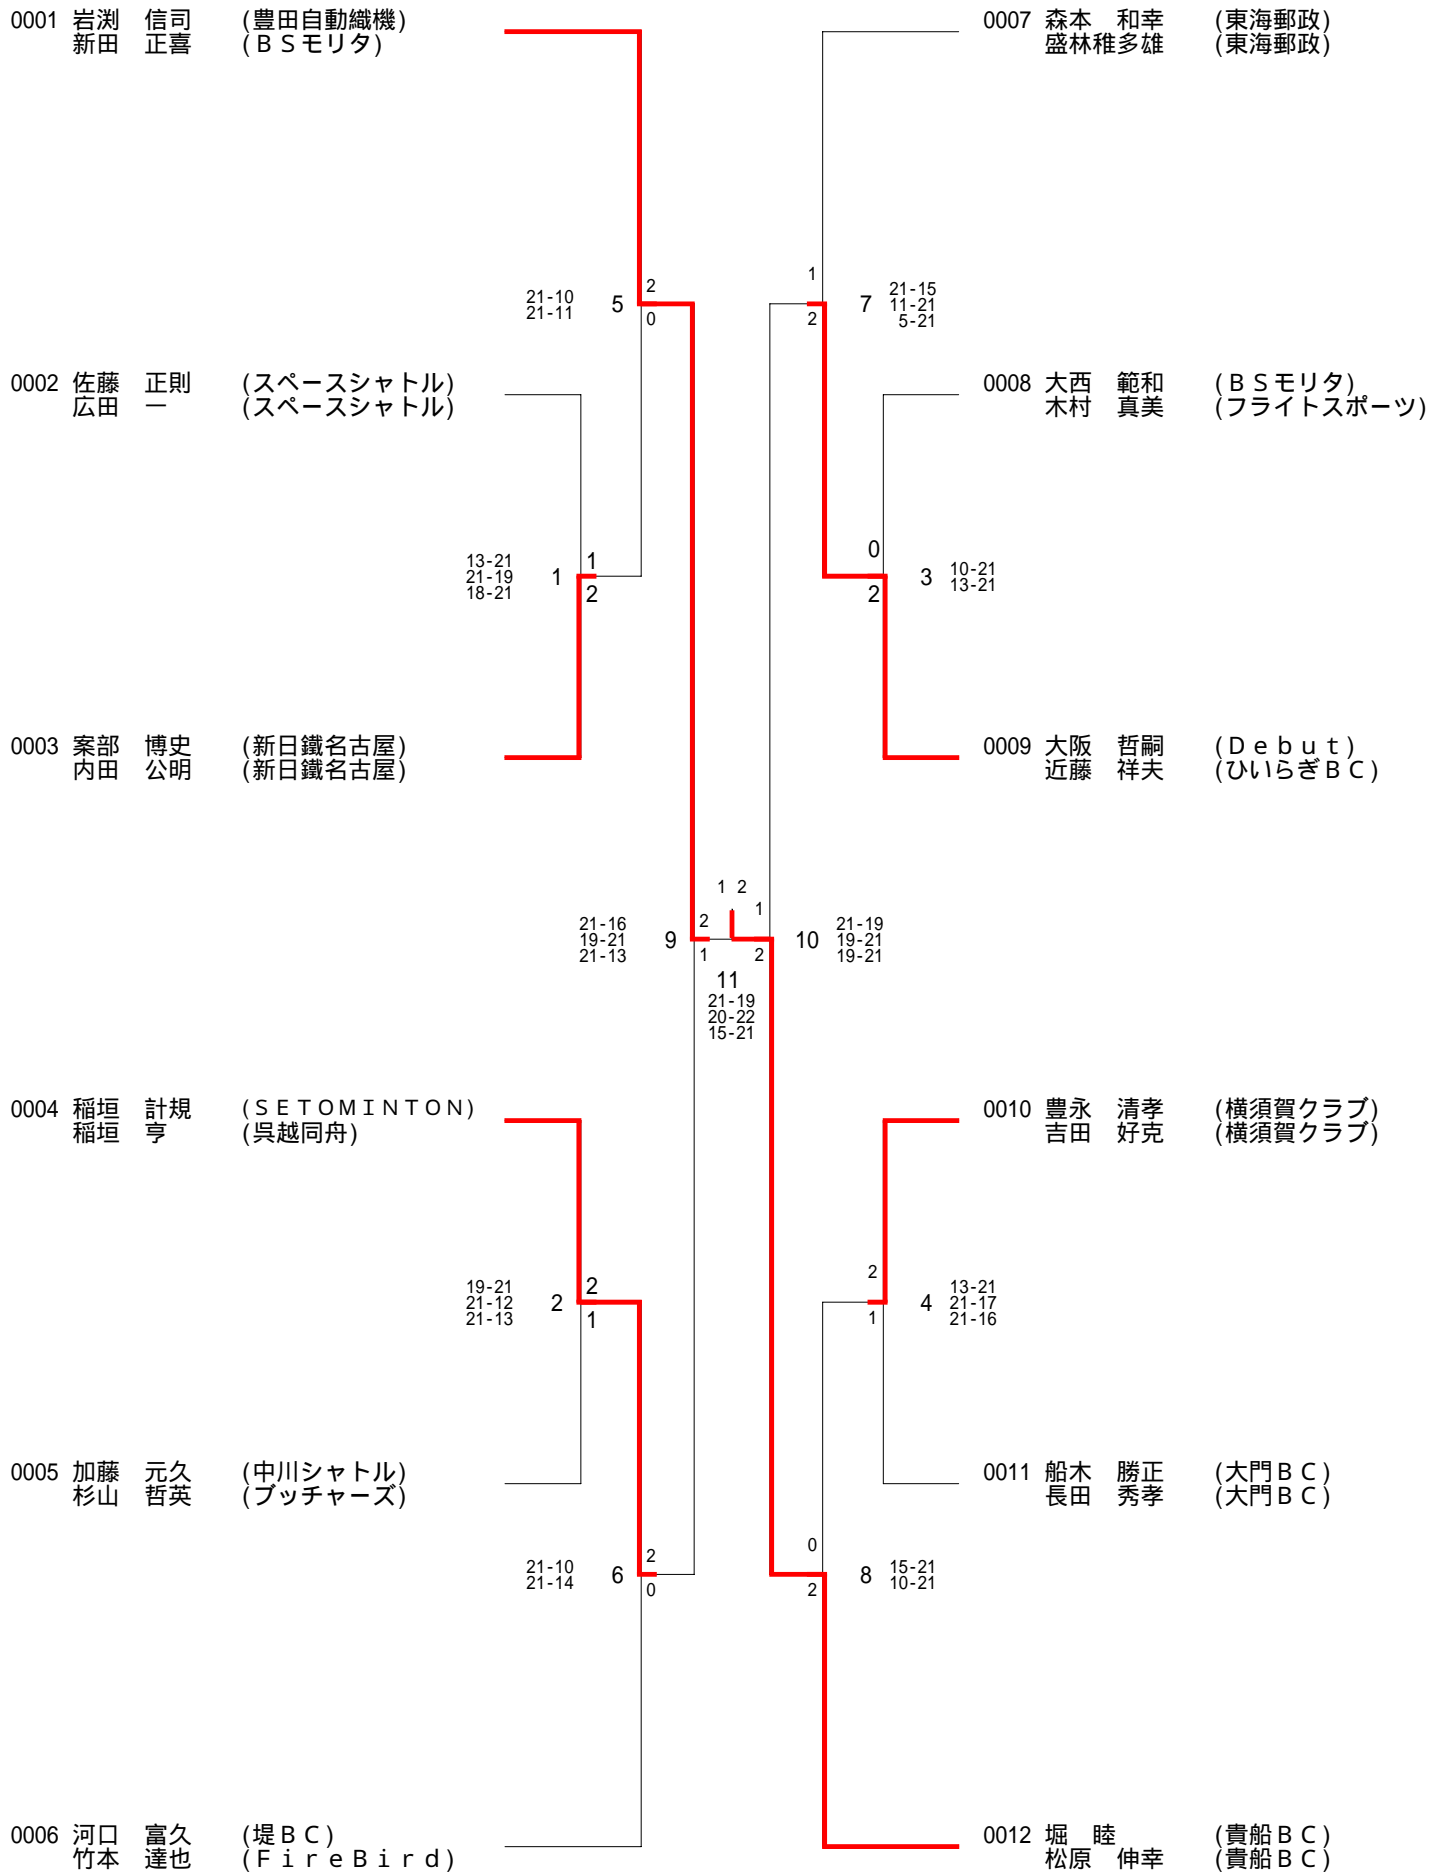 0001 岩渕　信司　(豊田自動織機)
新田　正喜　(ＢＳモリタ)
21-10
21-11
5
2
0
0002 佐藤　正則　(スペースシャトル)
広田　一　(スペースシャトル)
13-21
21-19
18-21
1
1
2
0003 案部　博史　(新日鐵名古屋)
内田　公明　(新日鐵名古屋)
21-16
19-21
21-13
9
2
1
1 2
11
21-19
20-22
15-21
0004 稲垣　計規　(ＳＥＴＯＭＩＮＴＯＮ)
稲垣　亨　(呉越同舟)
19-21
21-12
21-13
2
2
1
0005 加藤　元久　(中川シャトル)
杉山　哲英　(ブッチャーズ)
21-10
21-14
6
2
0
0006 河口　富久　(堤ＢＣ)
竹本　達也　(ＦｉｒｅＢｉｒｄ)
0007 森本　和幸　(東海郵政)
盛林稚多雄　(東海郵政)
1
2
7
21-15
11-21
5-21
0008 大西　範和　(ＢＳモリタ)
木村　真美　(フライトスポーツ)
0
2
3
10-21
13-21
0009 大阪　哲嗣　(Ｄｅｂｕｔ)
近藤　祥夫　(ひいらぎＢＣ)
1
2
10
21-19
19-21
19-21
0010 豊永　清孝　(横須賀クラブ)
吉田　好克　(横須賀クラブ)
2
1
4
13-21
21-17
21-16
0011 船木　勝正　(大門ＢＣ)
長田　秀孝　(大門ＢＣ)
0
2
8
15-21
10-21
0012 堀　睦　(貴船ＢＣ)
松原　伸幸　(貴船ＢＣ)